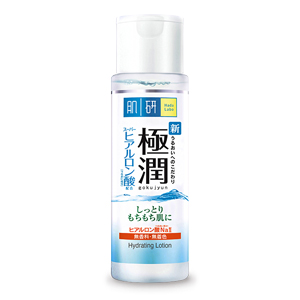 肌研
Hada Labo
新
うるおいへのこだわり
極潤
gokujyun
スーパー
ヒアルロン酸
配合
しっとり
もちもち肌に
ヒアルロン酸Na
無香料・無着色
Hydrating Lotion